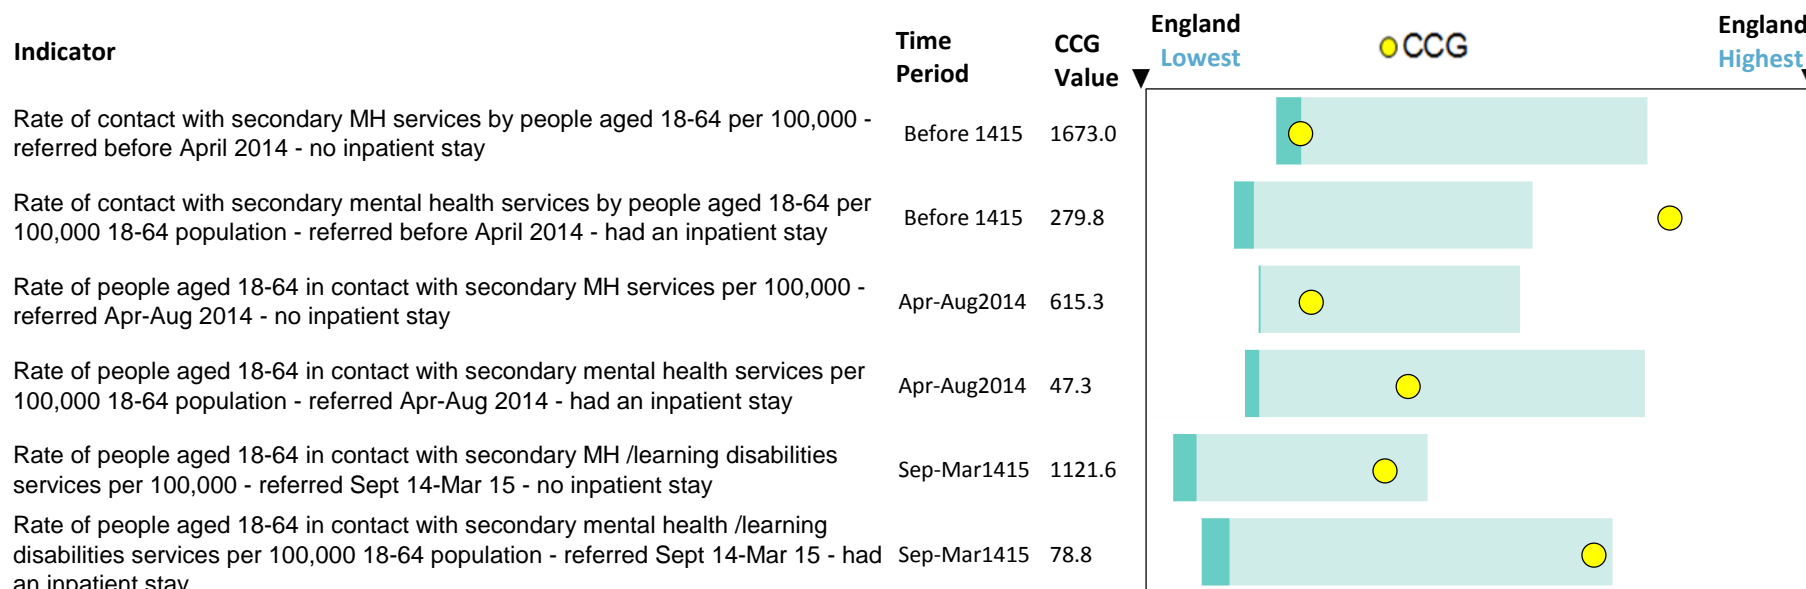 Indicator
Time
Period
CCG
Value
England
Lowest
CCG
England
Highest
Rate of contact with secondary MH services by people aged 18-64 per 100,000 -
referred before April 2014 - no inpatient stay
Before 1415 1673.0
Rate of contact with secondary mental health services by people aged 18-64 per
100,000 18-64 population - referred before April 2014 - had an inpatient stay
Before 1415 279.8
Rate of people aged 18-64 in contact with secondary MH services per 100,000 -
referred Apr-Aug 2014 - no inpatient stay
Apr-Aug2014 615.3
Rate of people aged 18-64 in contact with secondary mental health services per
100,000 18-64 population - referred Apr-Aug 2014 - had an inpatient stay
Apr-Aug2014 47.3
Rate of people aged 18-64 in contact with secondary MH /learning disabilities
services per 100,000 - referred Sept 14-Mar 15 - no inpatient stay
Sep-Mar1415 1121.6
Rate of people aged 18-64 in contact with secondary mental health /learning
disabilities services per 100,000 18-64 population - referred Sept 14-Mar 15 - had
an inpatient stay
Sep-Mar1415 78.8